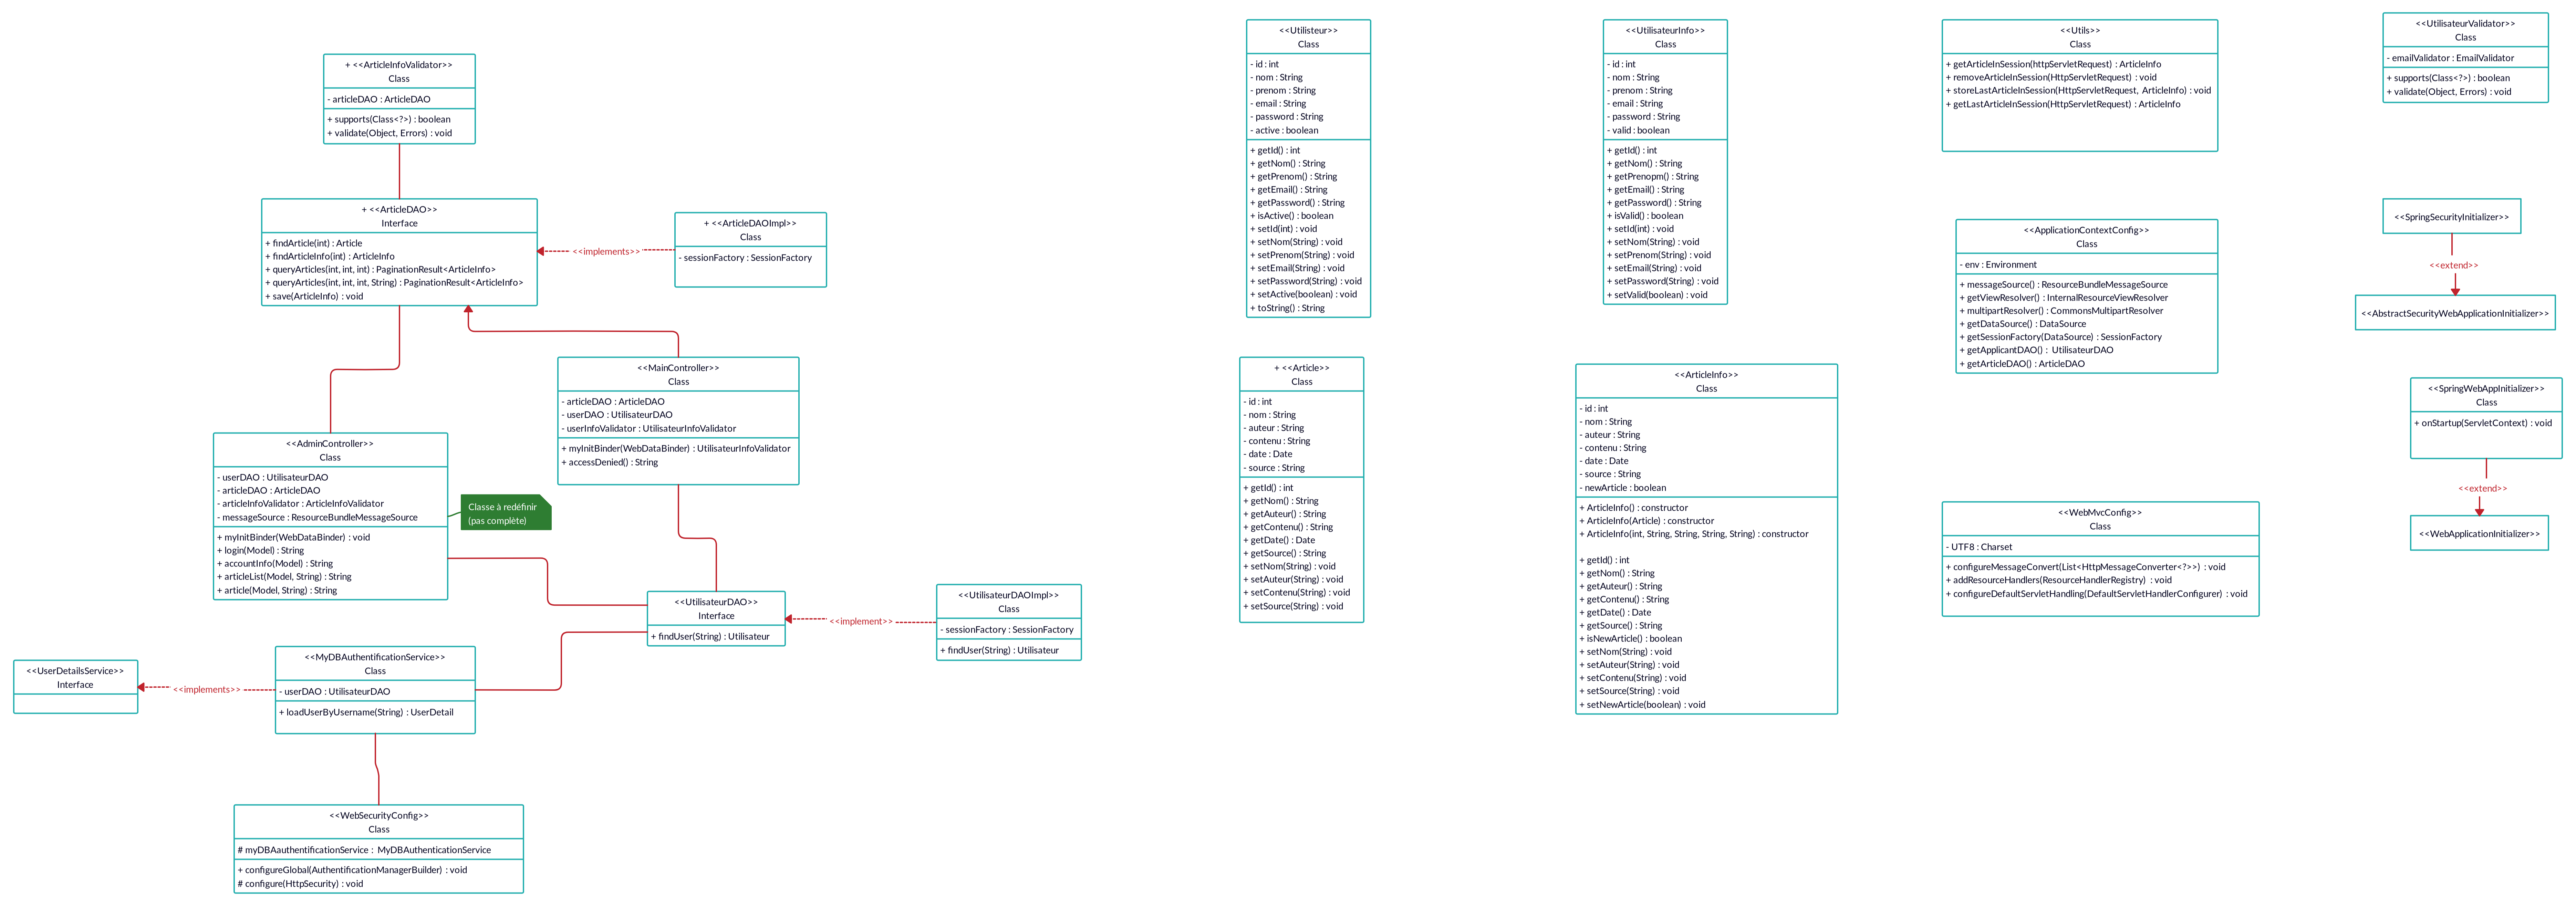 + <<ArticleInfoValidator>>
Class
- articleDAO : ArticleDAO
+ supports(Class<?>) : boolean
+ validate(Object, Errors) : void
+ <<ArticleDAO>>
Interface
+ findArticle(int) : Article
+ findArticleInfo(int) : ArticleInfo
+ queryArticles(int, int, int) : PaginationResult<ArticleInfo>
+ queryArticles(int, int, int, String) : PaginationResult<ArticleInfo>
+ save(ArticleInfo) : void
<<implements>>
+ <<ArticleDAOImpl>>
Class
- sessionFactory : SessionFactory
<<MainController>>
Class
- articleDAO : ArticleDAO
- userDAO : UtilisateurDAO
- userInfoValidator : UtilisateurInfoValidator
+ myInitBinder(WebDataBinder) : UtilisateurInfoValidator
+ accessDenied() : String
<<AdminController>>
Class
- userDAO : UtilisateurDAO
- articleDAO : ArticleDAO
- articleInfoValidator : ArticleInfoValidator
- messageSource : ResourceBundleMessageSource
+ myInitBinder(WebDataBinder) : void
+ login(Model) : String
+ accountInfo(Model) : String
+ articleList(Model, String) : String
+ article(Model, String) : String
Classe à redéfinir
(pas complète)
<<UtilisateurDAO>>
Interface
+ findUser(String) : Utilisateur
<<implement>>
<<UtilisateurDAOImpl>>
Class
- sessionFactory : SessionFactory
+ findUser(String) : Utilisateur
<<UserDetailsService>>
Interface
<<implements>>
<<MyDBAuthentificationService>>
Class
- userDAO : UtilisateurDAO
+ loadUserByUsername(String) : UserDetail
<<WebSecurityConfig>>
Class
# myDBAauthentificationService : MyDBAuthenticationService
+ configureGlobal(AuthentificationManagerBuilder) : void
# configure(HttpSecurity) : void
<<Utilisteur>>
Class
- id : int
- nom : String
- prenom : String
- email : String
- password : String
- active : boolean
+ getId() : int
+ getNom() : String
+ getPrenom() : String
+ getEmail() : String
+ getPassword() : String
+ isActive() : boolean
+ setId(int) : void
+ setNom(String) : void
+ setPrenom(String) : void
+ setEmail(String) : void
+ setPassword(String) : void
+ setActive(boolean) : void
+ toString() : String
+ <<Article>>
Class
- id : int
- nom : String
- auteur : String
- contenu : String
- date : Date
- source : String
+ getId() : int
+ getNom() : String
+ getAuteur() : String
+ getContenu() : String
+ getDate() : Date
+ getSource() : String
+ setNom(String) : void
+ setAuteur(String) : void
+ setContenu(String) : void
+ setSource(String) : void
<<UtilisateurInfo>>
Class
- id : int
- nom : String
- prenom : String
- email : String
- password : String
- valid : boolean
+ getId() : int
+ getNom() : String
+ getPrenopm() : String
+ getEmail() : String
+ getPassword() : String
+ isValid() : boolean
+ setId(int) : void
+ setNom(String) : void
+ setPrenom(String) : void
+ setEmail(String) : void
+ setPassword(String) : void
+ setValid(boolean) : void
<<ArticleInfo>>
Class
- id : int
- nom : String
- auteur : String
- contenu : String
- date : Date
- source : String
- newArticle : boolean
+ ArticleInfo() : constructor
+ ArticleInfo(Article) : constructor
+ ArticleInfo(int, String, String, String, String) : constructor
+ getId() : int
+ getNom() : String
+ getAuteur() : String
+ getContenu() : String
+ getDate() : Date
+ getSource() : String
+ isNewArticle() : boolean
+ setNom(String) : void
+ setAuteur(String) : void
+ setContenu(String) : void
+ setSource(String) : void
+ setNewArticle(boolean) : void
<<Utils>>
Class
+ getArticleInSession(httpServletRequest) : ArticleInfo
+ removeArticleInSession(HttpServletRequest) : void
+ storeLastArticleInSession(HttpServletRequest, ArticleInfo) : void
+ getLastArticleInSession(HttpServletRequest) : ArticleInfo
<<ApplicationContextConfig>>
Class
- env : Environment
+ messageSource() : ResourceBundleMessageSource
+ getViewResolver() : InternalResourceViewResolver
+ multipartResolver() : CommonsMultipartResolver
+ getDataSource() : DataSource
+ getSessionFactory(DataSource) : SessionFactory
+ getApplicantDAO() : UtilisateurDAO
+ getArticleDAO() : ArticleDAO
<<WebMvcConfig>>
Class
- UTF8 : Charset
+ configureMessageConvert(List<HttpMessageConverter<?>>) : void
+ addResourceHandlers(ResourceHandlerRegistry) : void
+ configureDefaultServletHandling(DefaultServletHandlerConfigurer) : void
<<UtilisateurValidator>>
Class
- emailValidator : EmailValidator
+ supports(Class<?>) : boolean
+ validate(Object, Errors) : void
<<SpringSecurityInitializer>>
<<extend>>
<<AbstractSecurityWebApplicationInitializer>>
<<SpringWebAppInitializer>>
Class
+ onStartup(ServletContext) : void
<<extend>>
<<WebApplicationInitializer>>